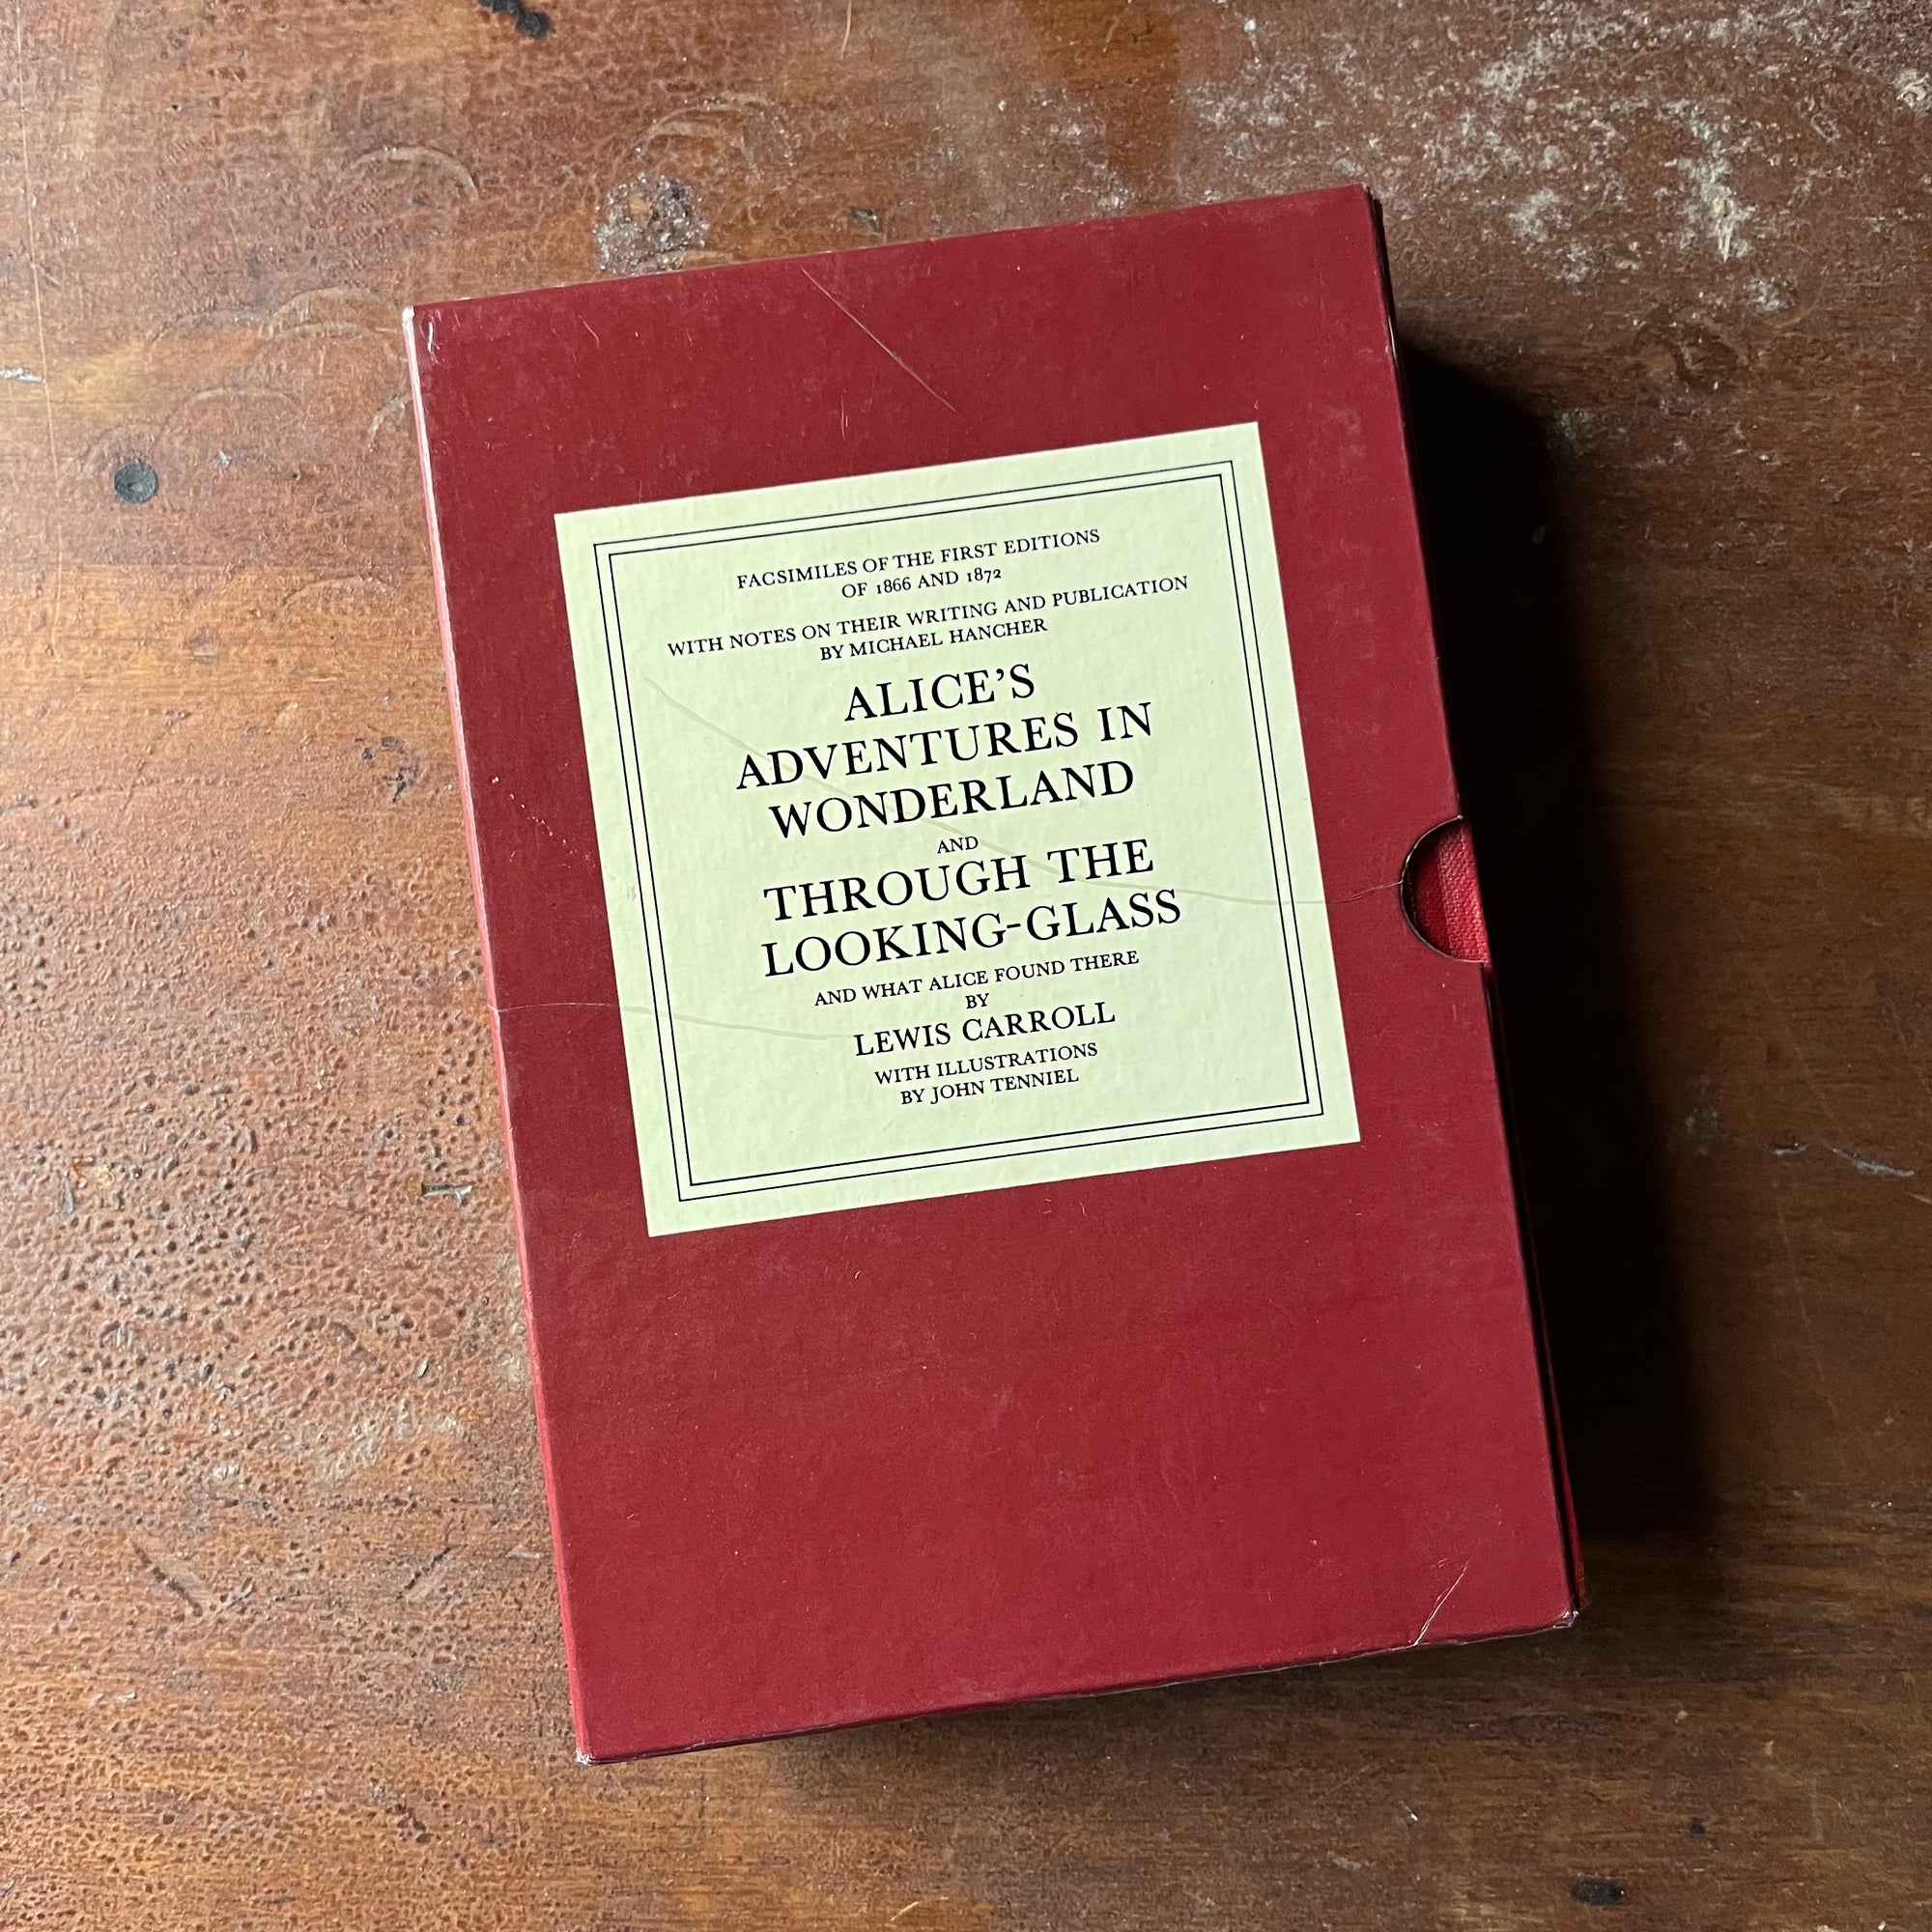 FACSIMILES OF THE FIRST EDITIONS
OF 1866 AND 1872
WITH NOTES ON THEIR WRITING AND PUBLICATION
BY MICHAEL HANCHER
ALICE’S
ADVENTURES IN
WONDERLAND
AND
THROUGH THE
LOOKING-GLASS
AND WHAT ALICE FOUND THERE
BY
LEWIS CARROLL
WITH ILLUSTRATIONS
BY JOHN TENNIEL